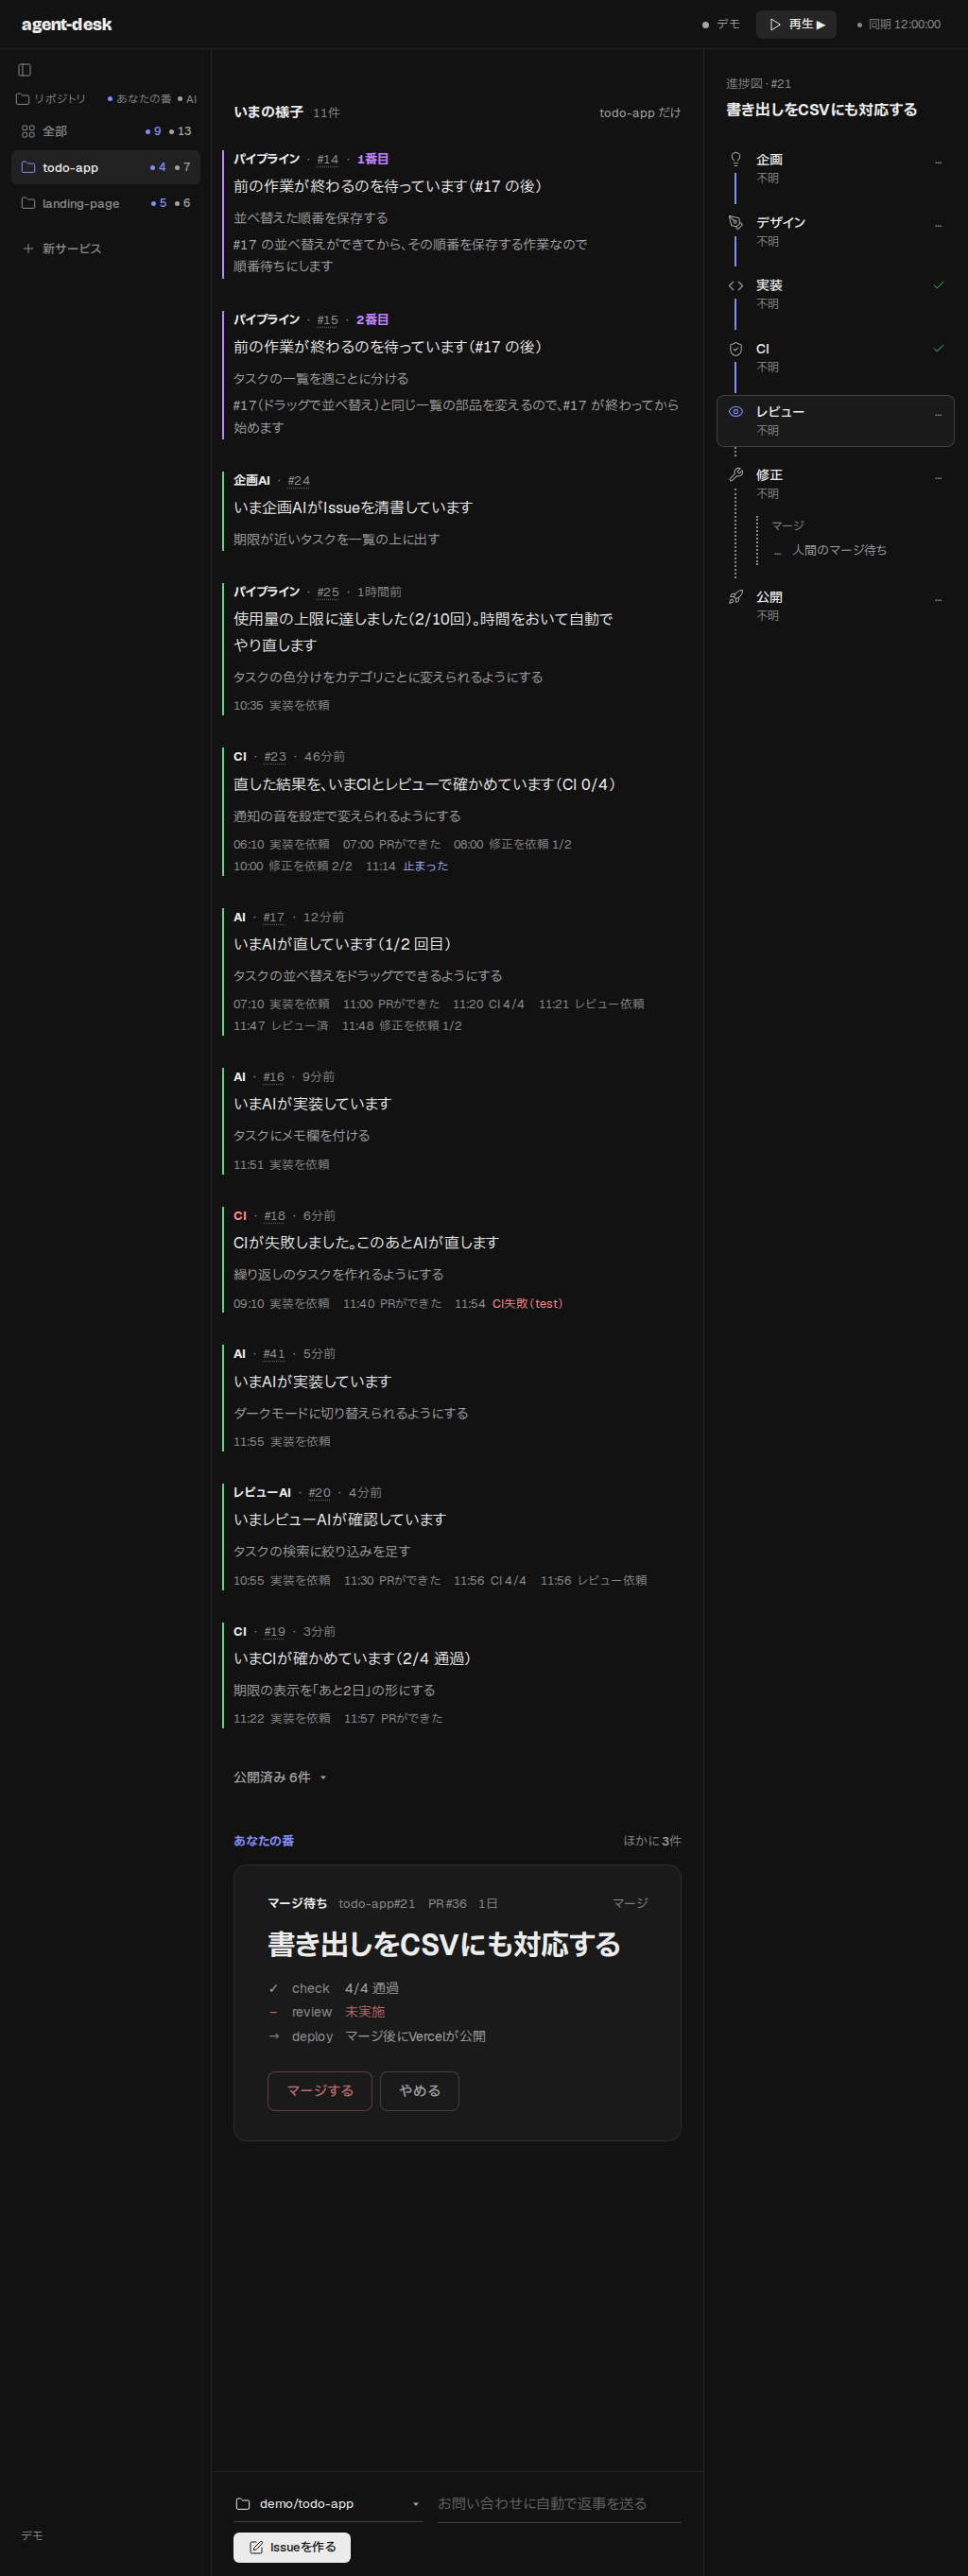 agent-desk
デモ
再生 ▶
同期 12:00:00
リポジトリ
あなたの番 AI
全部 9 13
todo-app 4 7
landing-page 5 6
新サービス
デモ
いまの様子 11件
todo-app だけ
パイプライン · #14 · 1番目
前の作業が終わるのを待っています（#17 の後）
並べ替えた順番を保存する
#17 の並べ替えができてから、その順番を保存する作業なので
順番待ちにします
パイプライン · #15 · 2番目
前の作業が終わるのを待っています（#17 の後）
タスクの一覧を週ごとに分ける
#17（ドラッグで並べ替え）と同じ一覧の部品を変えるので、#17 が終わってから
始めます
企画AI · #24
いま企画AIがIssueを清書しています
期限が近いタスクを一覧の上に出す
パイプライン · #25 · 1時間前
使用量の上限に達しました（2/10回）。時間をおいて自動で
やり直します
タスクの色分けをカテゴリごとに変えられるようにする
10:35 実装を依頼
CI · #23 · 46分前
直した結果を、いまCIとレビューで確かめています（CI 0/4）
通知の音を設定で変えられるようにする
06:10 実装を依頼 07:00 PRができた 08:00 修正を依頼 1/2
10:00 修正を依頼 2/2 11:14 止まった
AI · #17 · 12分前
いまAIが直しています（1/2 回目）
タスクの並べ替えをドラッグでできるようにする
07:10 実装を依頼 11:00 PRができた 11:20 CI 4/4 11:21 レビュー依頼
11:47 レビュー済 11:48 修正を依頼 1/2
AI · #16 · 9分前
いまAIが実装しています
タスクにメモ欄を付ける
11:51 実装を依頼
CI · #18 · 6分前
CIが失敗しました。このあとAIが直します
繰り返しのタスクを作れるようにする
09:10 実装を依頼 11:40 PRができた 11:54 CI失敗（test）
AI · #41 · 5分前
いまAIが実装しています
ダークモードに切り替えられるようにする
11:55 実装を依頼
レビューAI · #20 · 4分前
いまレビューAIが確認しています
タスクの検索に絞り込みを足す
10:55 実装を依頼 11:30 PRができた 11:56 CI 4/4 11:56 レビュー依頼
CI · #19 · 3分前
いまCIが確かめています（2/4 通過）
期限の表示を「あと2日」の形にする
11:22 実装を依頼 11:57 PRができた
公開済み 6件
あなたの番
ほかに 3件
マージ待ち todo-app#21 PR #36 1日
マージ
書き出しをCSVにも対応する
✓ check 4/4 通過
– review 未実施
→ deploy マージ後にVercelが公開
マージする
やめる
demo/todo-app
お問い合わせに自動で返事を送る
Issueを作る
進捗図 · #21
書き出しをCSVにも対応する
企画 …
不明
デザイン …
不明
実装 ✓
不明
CI ✓
不明
レビュー …
不明
修正 …
不明
マージ
… 人間のマージ待ち
公開 …
不明